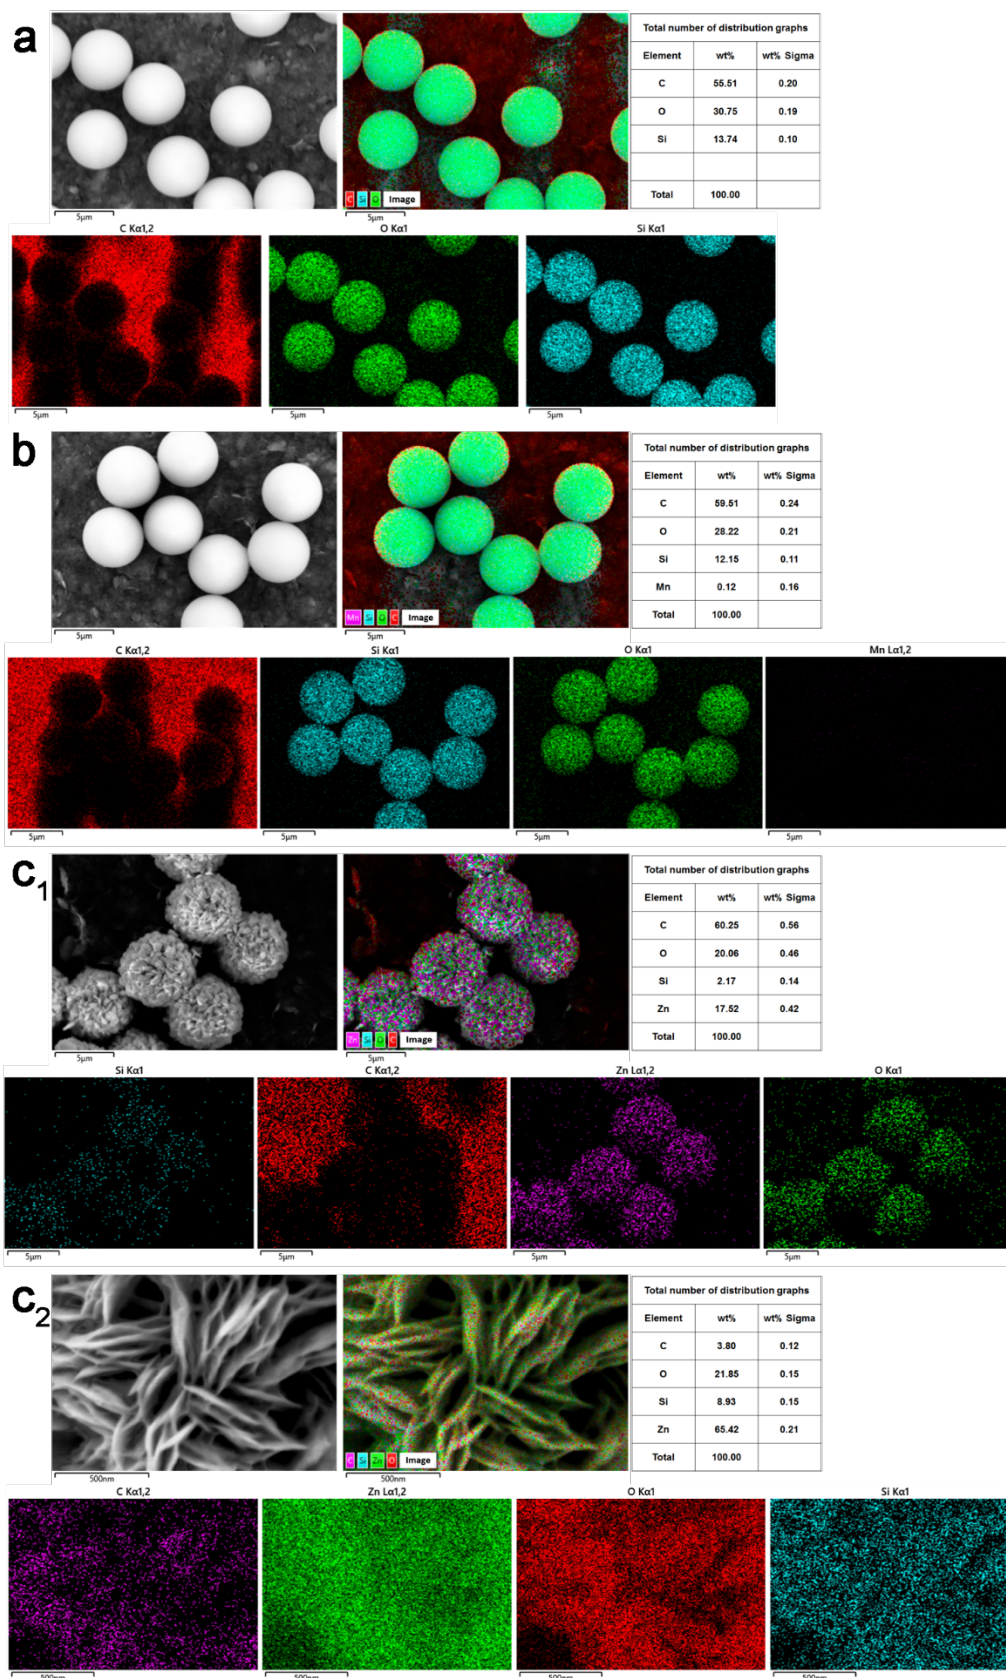 a
Total number of distribution graphs
Element wt% wt% Sigma
C 55.51 0.20
O 30.75 0.19
Si 13.74 0.10
Total 100.00
C Si O Image
5μm 5μm
C Kα1,2 O Kα1 Si Kα1
5μm 5μm 5μm
b
Total number of distribution graphs
Element wt% wt% Sigma
C 59.51 0.24
O 28.22 0.21
Si 12.15 0.11
Mn 0.12 0.16
Total 100.00
Mn Si O C Image
5μm 5μm
C Kα1,2 Si Kα1 O Kα1 Mn Lα1,2
5μm 5μm 5μm 5μm
c1
Total number of distribution graphs
Element wt% wt% Sigma
C 60.25 0.56
O 20.06 0.46
Si 2.17 0.14
Zn 17.52 0.42
Total 100.00
Zn Si O C Image
5μm 5μm
Si Kα1 C Kα1,2 Zn Lα1,2 O Kα1
5μm 5μm 5μm 5μm
c2
Total number of distribution graphs
Element wt% wt% Sigma
C 3.80 0.12
O 21.85 0.15
Si 8.93 0.15
Zn 65.42 0.21
Total 100.00
C Si Zn O Image
500nm 500nm
C Kα1,2 Zn Lα1,2 O Kα1 Si Kα1
500nm 500nm 500nm 500nm